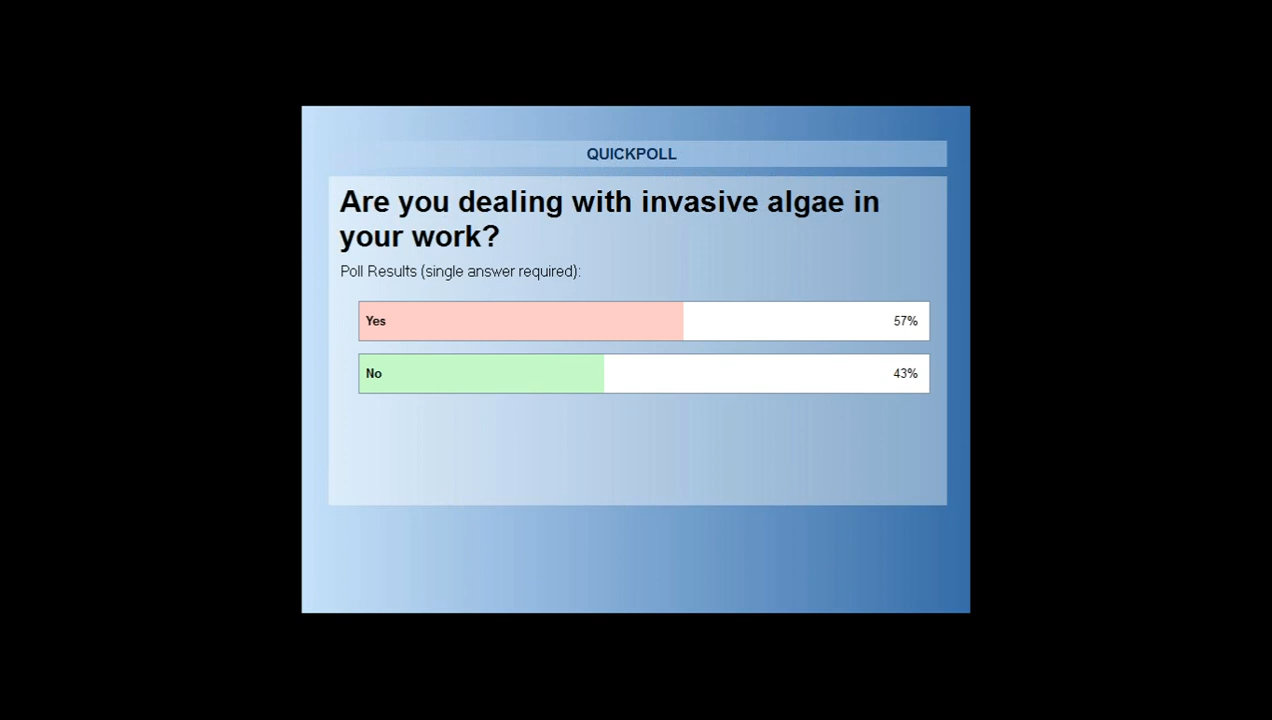 QUICKPOLL
Are you dealing with invasive algae in
your work?
Poll Results (single answer required):
Yes 57%
No 43%